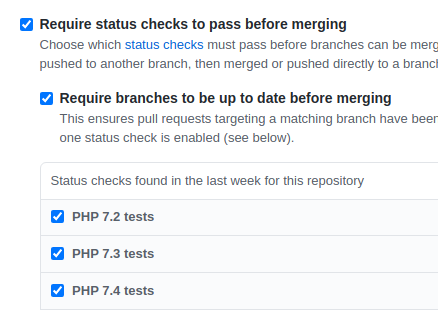 Require status checks to pass before merging
Choose which status checks must pass before branches can be
pushed to another branch, then merged or pushed directly to a
Require branches to be up to date before merging
This ensures pull requests targeting a matching branch have
one status check is enabled (see below).
Status checks found in the last week for this repository
PHP 7.2 tests
PHP 7.3 tests
PHP 7.4 tests